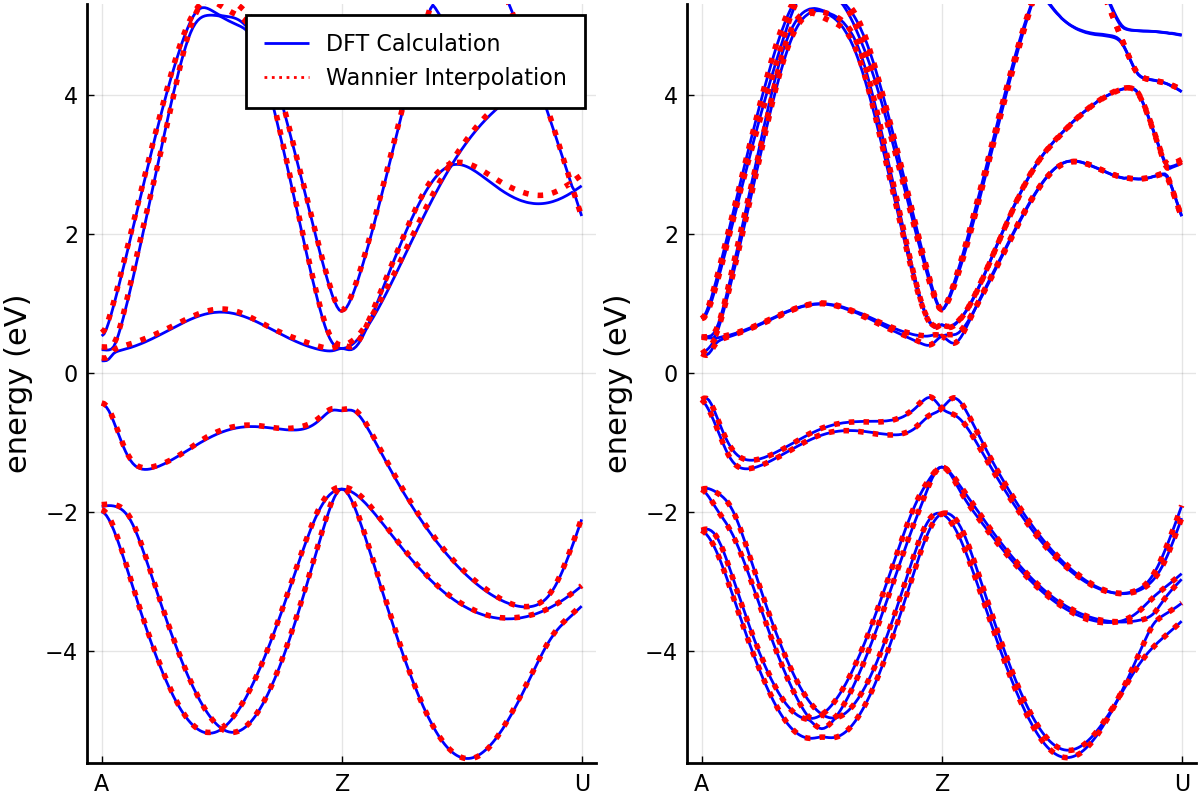 DFT Calculation
Wannier Interpolation
energy (eV)
4
2
0
−2
−4
A
Z
U
energy (eV)
4
2
0
−2
−4
A
Z
U